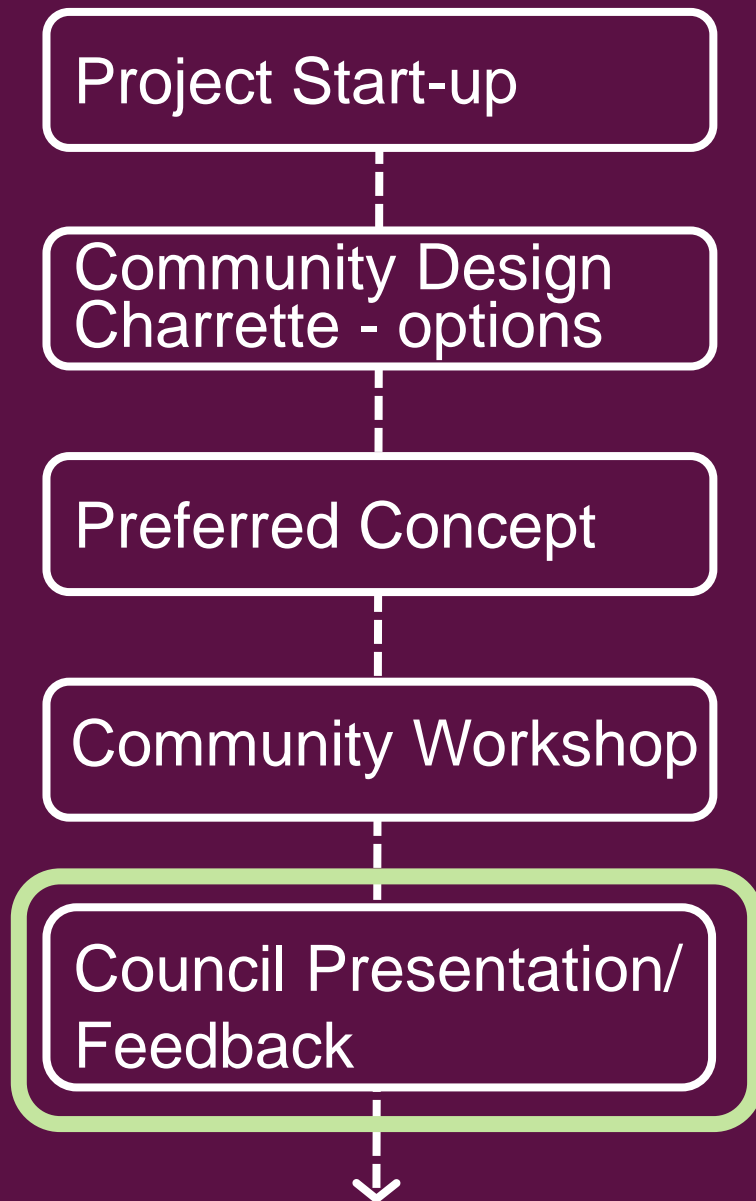 Project Start-up
Community Design
Charrette - options
Preferred Concept
Community Workshop
Council Presentation/
Feedback